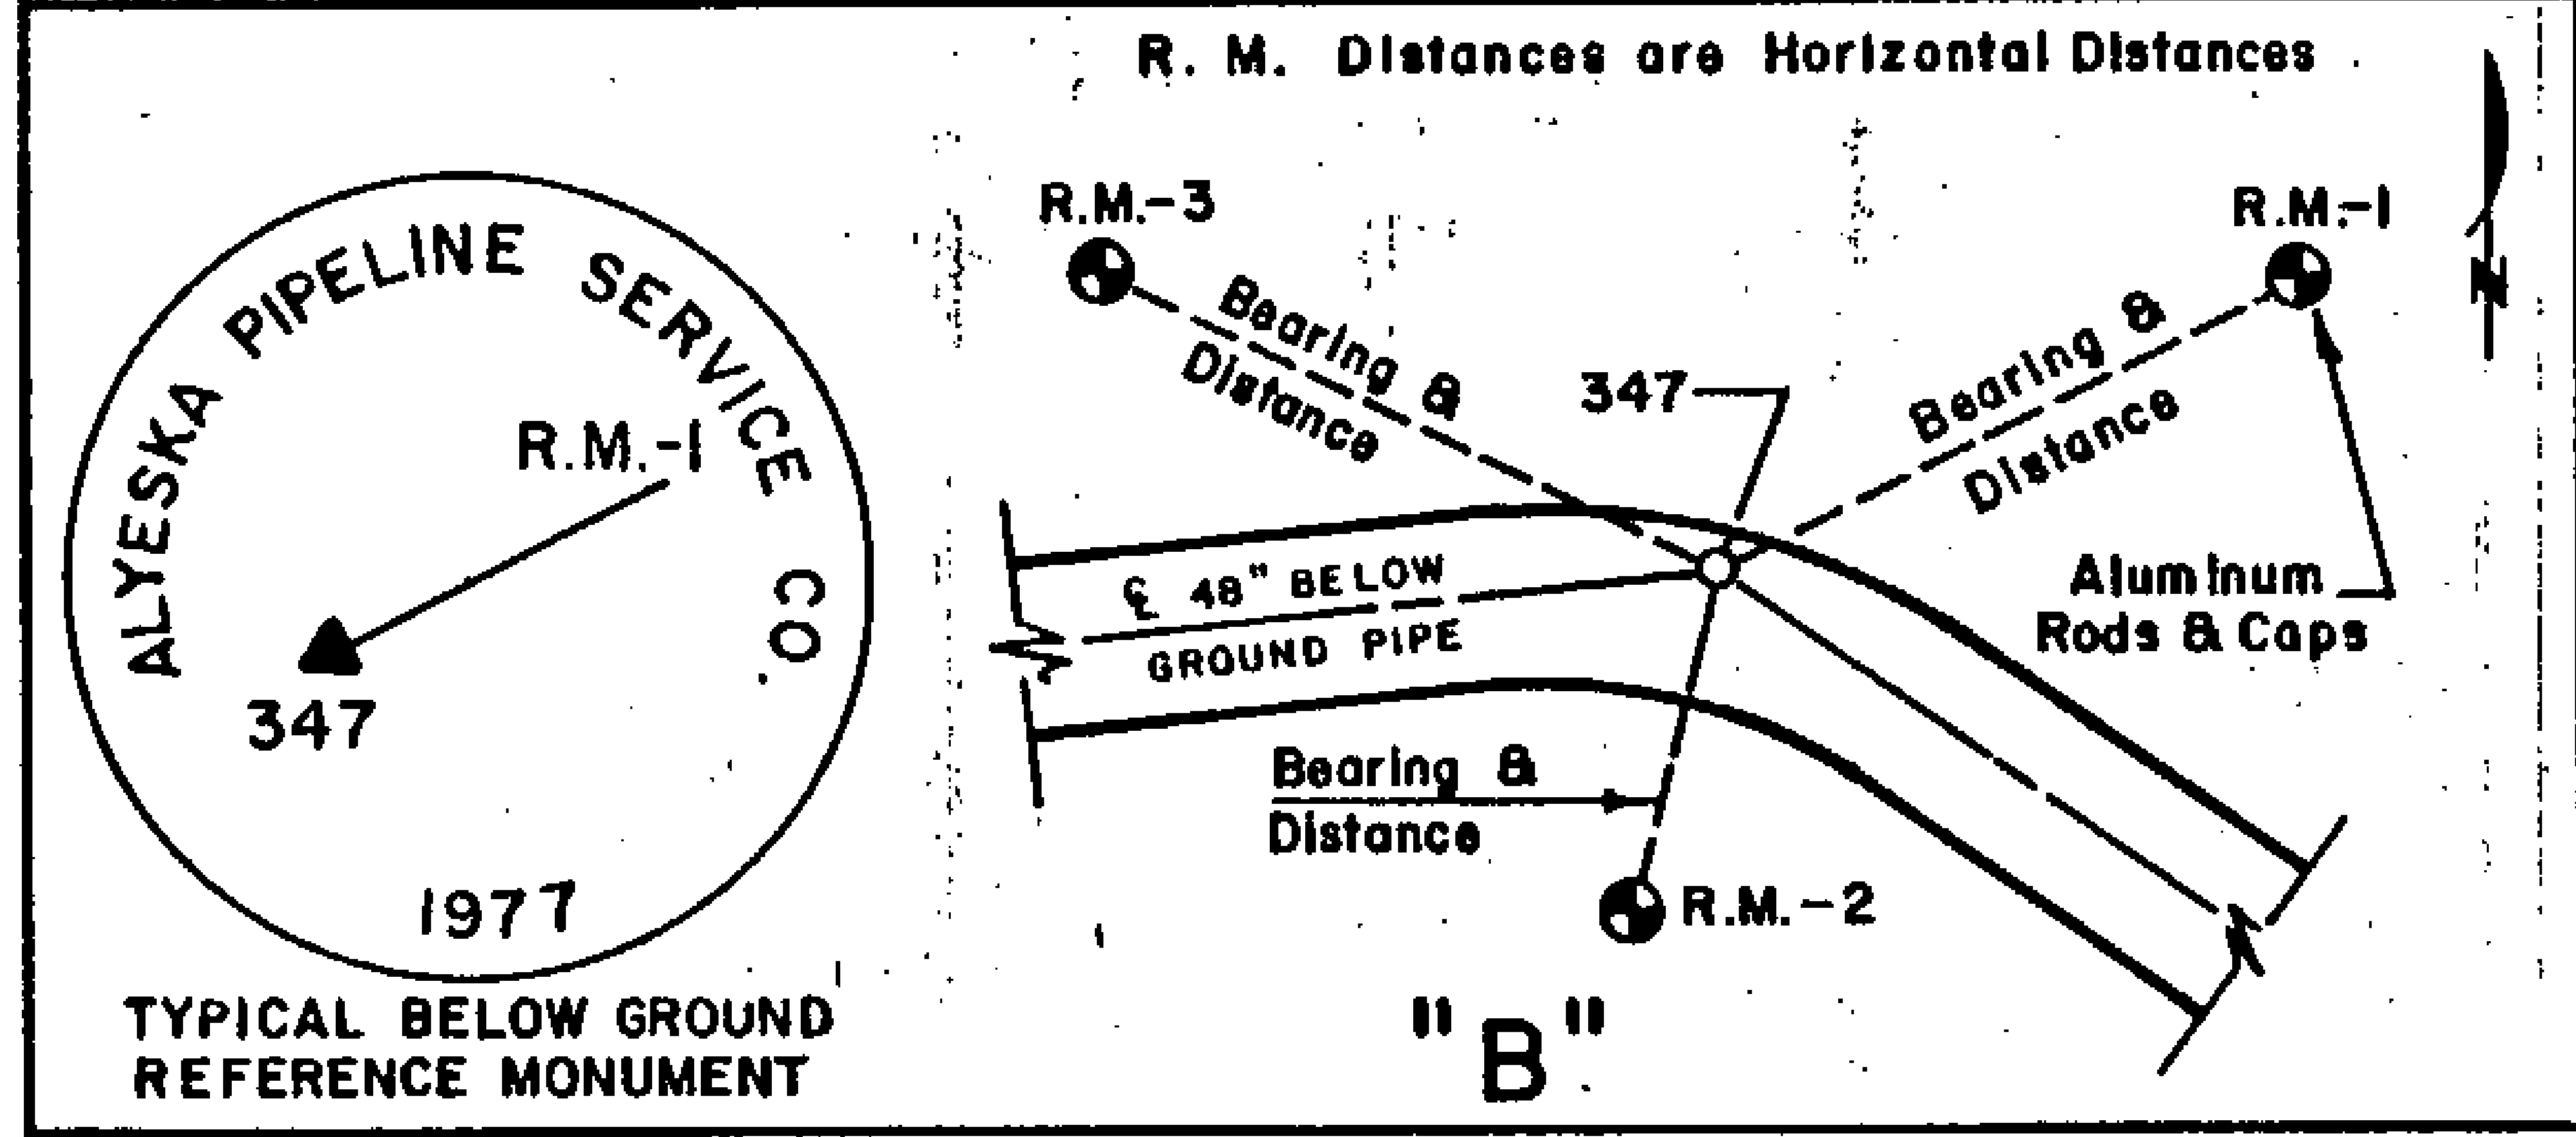 R. M. Distances are Horizontal Distances
ALYESKA PIPELINE SERVICE CO.
R.M.-1
347
1977
TYPICAL BELOW GROUND
REFERENCE MONUMENT
R.M.-3
Bearing &
Distance
347
R.M.-1
Bearing &
Distance
N
Aluminum
Rods & Caps
℄ 48" BELOW
GROUND PIPE
Bearing &
Distance
R.M.-2
"B"